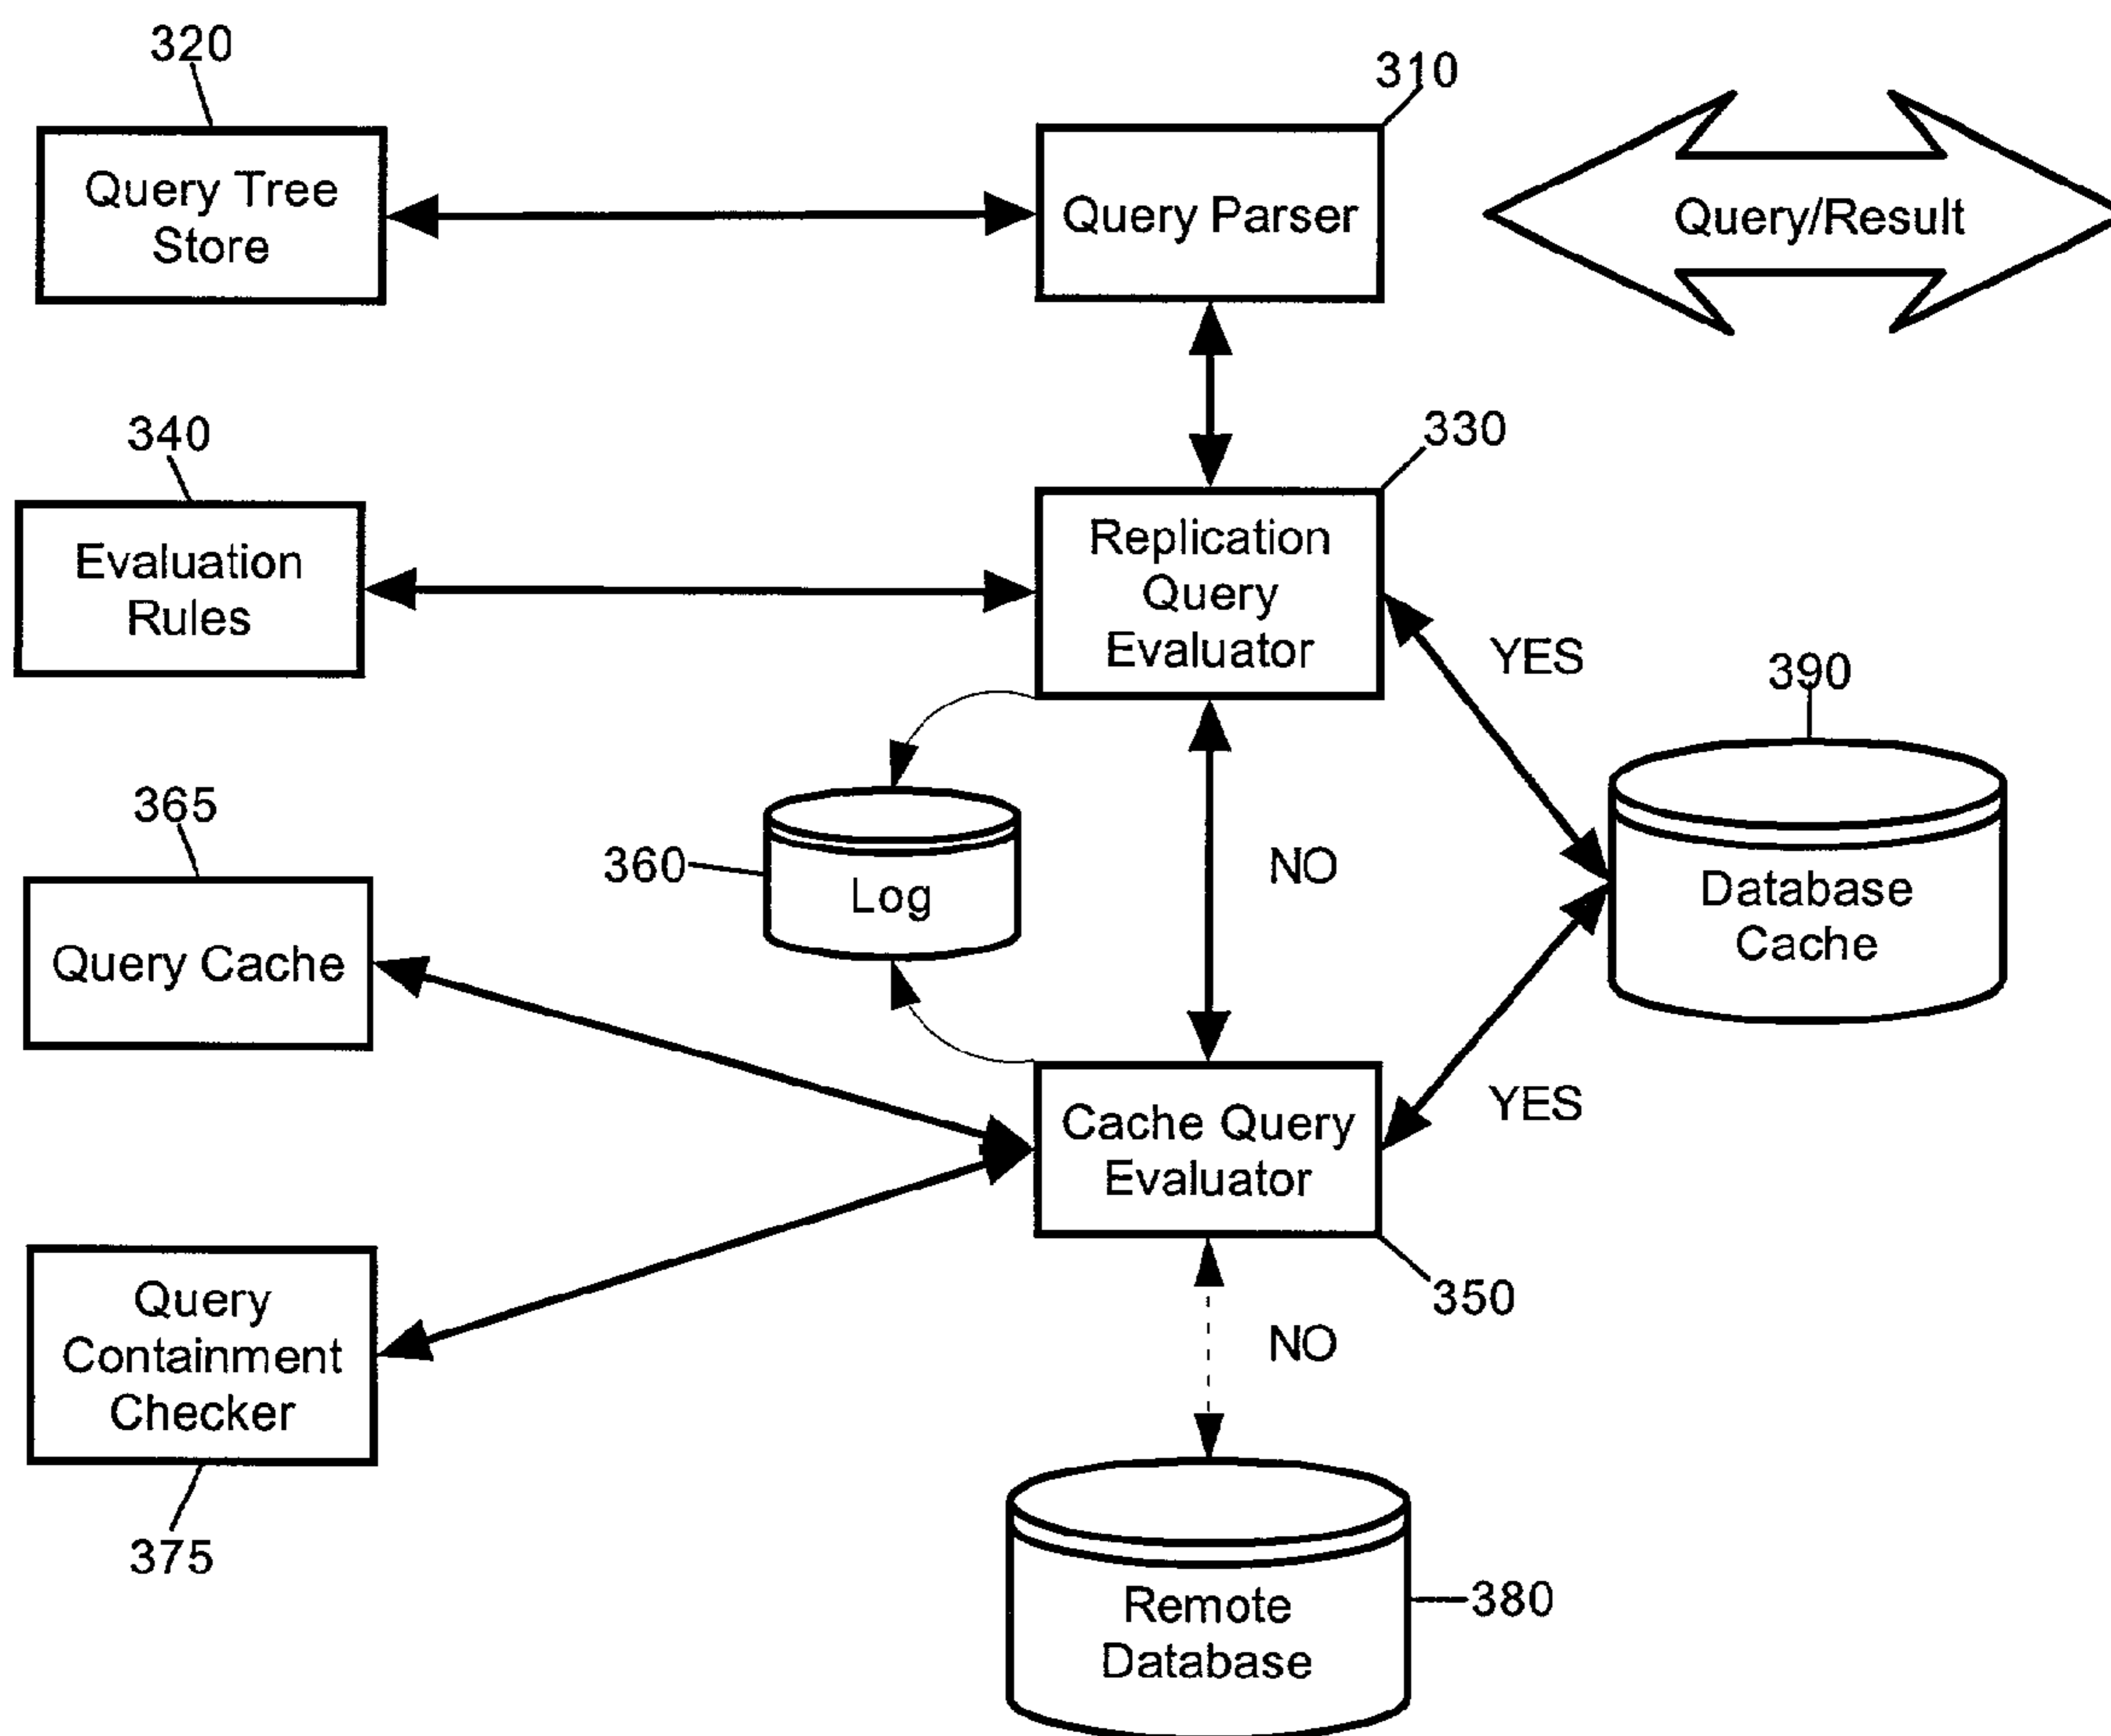 320
310
Query Tree
Store
Query Parser
Query/Result
340
330
Evaluation
Rules
Replication
Query
Evaluator
YES
390
365
360
Log
NO
Database
Cache
Query Cache
Cache Query
Evaluator
YES
350
Query
Containment
Checker
NO
375
Remote
Database
380